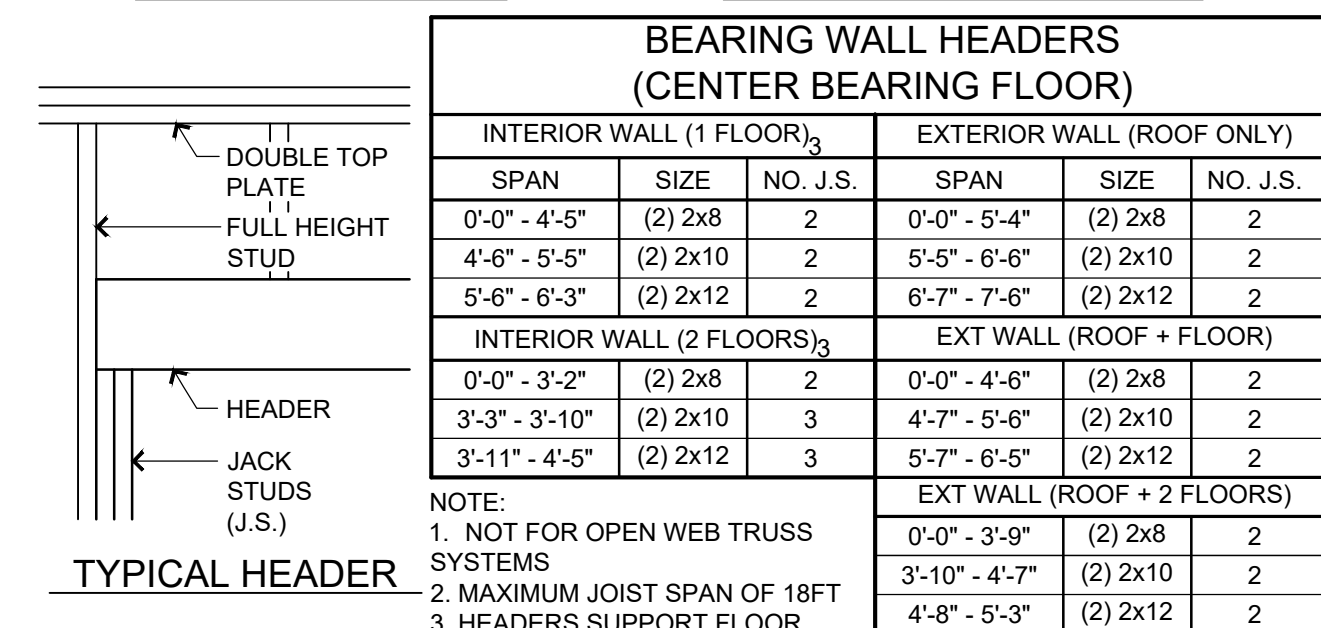 DOUBLE TOP
PLATE
FULL HEIGHT
STUD
HEADER
JACK
STUDS
(J.S.)
TYPICAL HEADER
BEARING WALL HEADERS
(CENTER BEARING FLOOR)
INTERIOR WALL (1 FLOOR)3
SPAN SIZE NO. J.S.
0'-0" - 4'-5" (2) 2x8 2
4'-6" - 5'-5" (2) 2x10 2
5'-6" - 6'-3" (2) 2x12 2
INTERIOR WALL (2 FLOORS)3
0'-0" - 3'-2" (2) 2x8 2
3'-3" - 3'-10" (2) 2x10 3
3'-11" - 4'-5" (2) 2x12 3
EXTERIOR WALL (ROOF ONLY)
SPAN SIZE NO. J.S.
0'-0" - 5'-4" (2) 2x8 2
5'-5" - 6'-6" (2) 2x10 2
6'-7" - 7'-6" (2) 2x12 2
EXT WALL (ROOF + FLOOR)
0'-0" - 4'-6" (2) 2x8 2
4'-7" - 5'-6" (2) 2x10 2
5'-7" - 6'-5" (2) 2x12 2
EXT WALL (ROOF + 2 FLOORS)
0'-0" - 3'-9" (2) 2x8 2
3'-10" - 4'-7" (2) 2x10 2
4'-8" - 5'-3" (2) 2x12 2
NOTE:
1. NOT FOR OPEN WEB TRUSS
SYSTEMS
2. MAXIMUM JOIST SPAN OF 18FT
3. HEADERS SUPPORT FLOOR